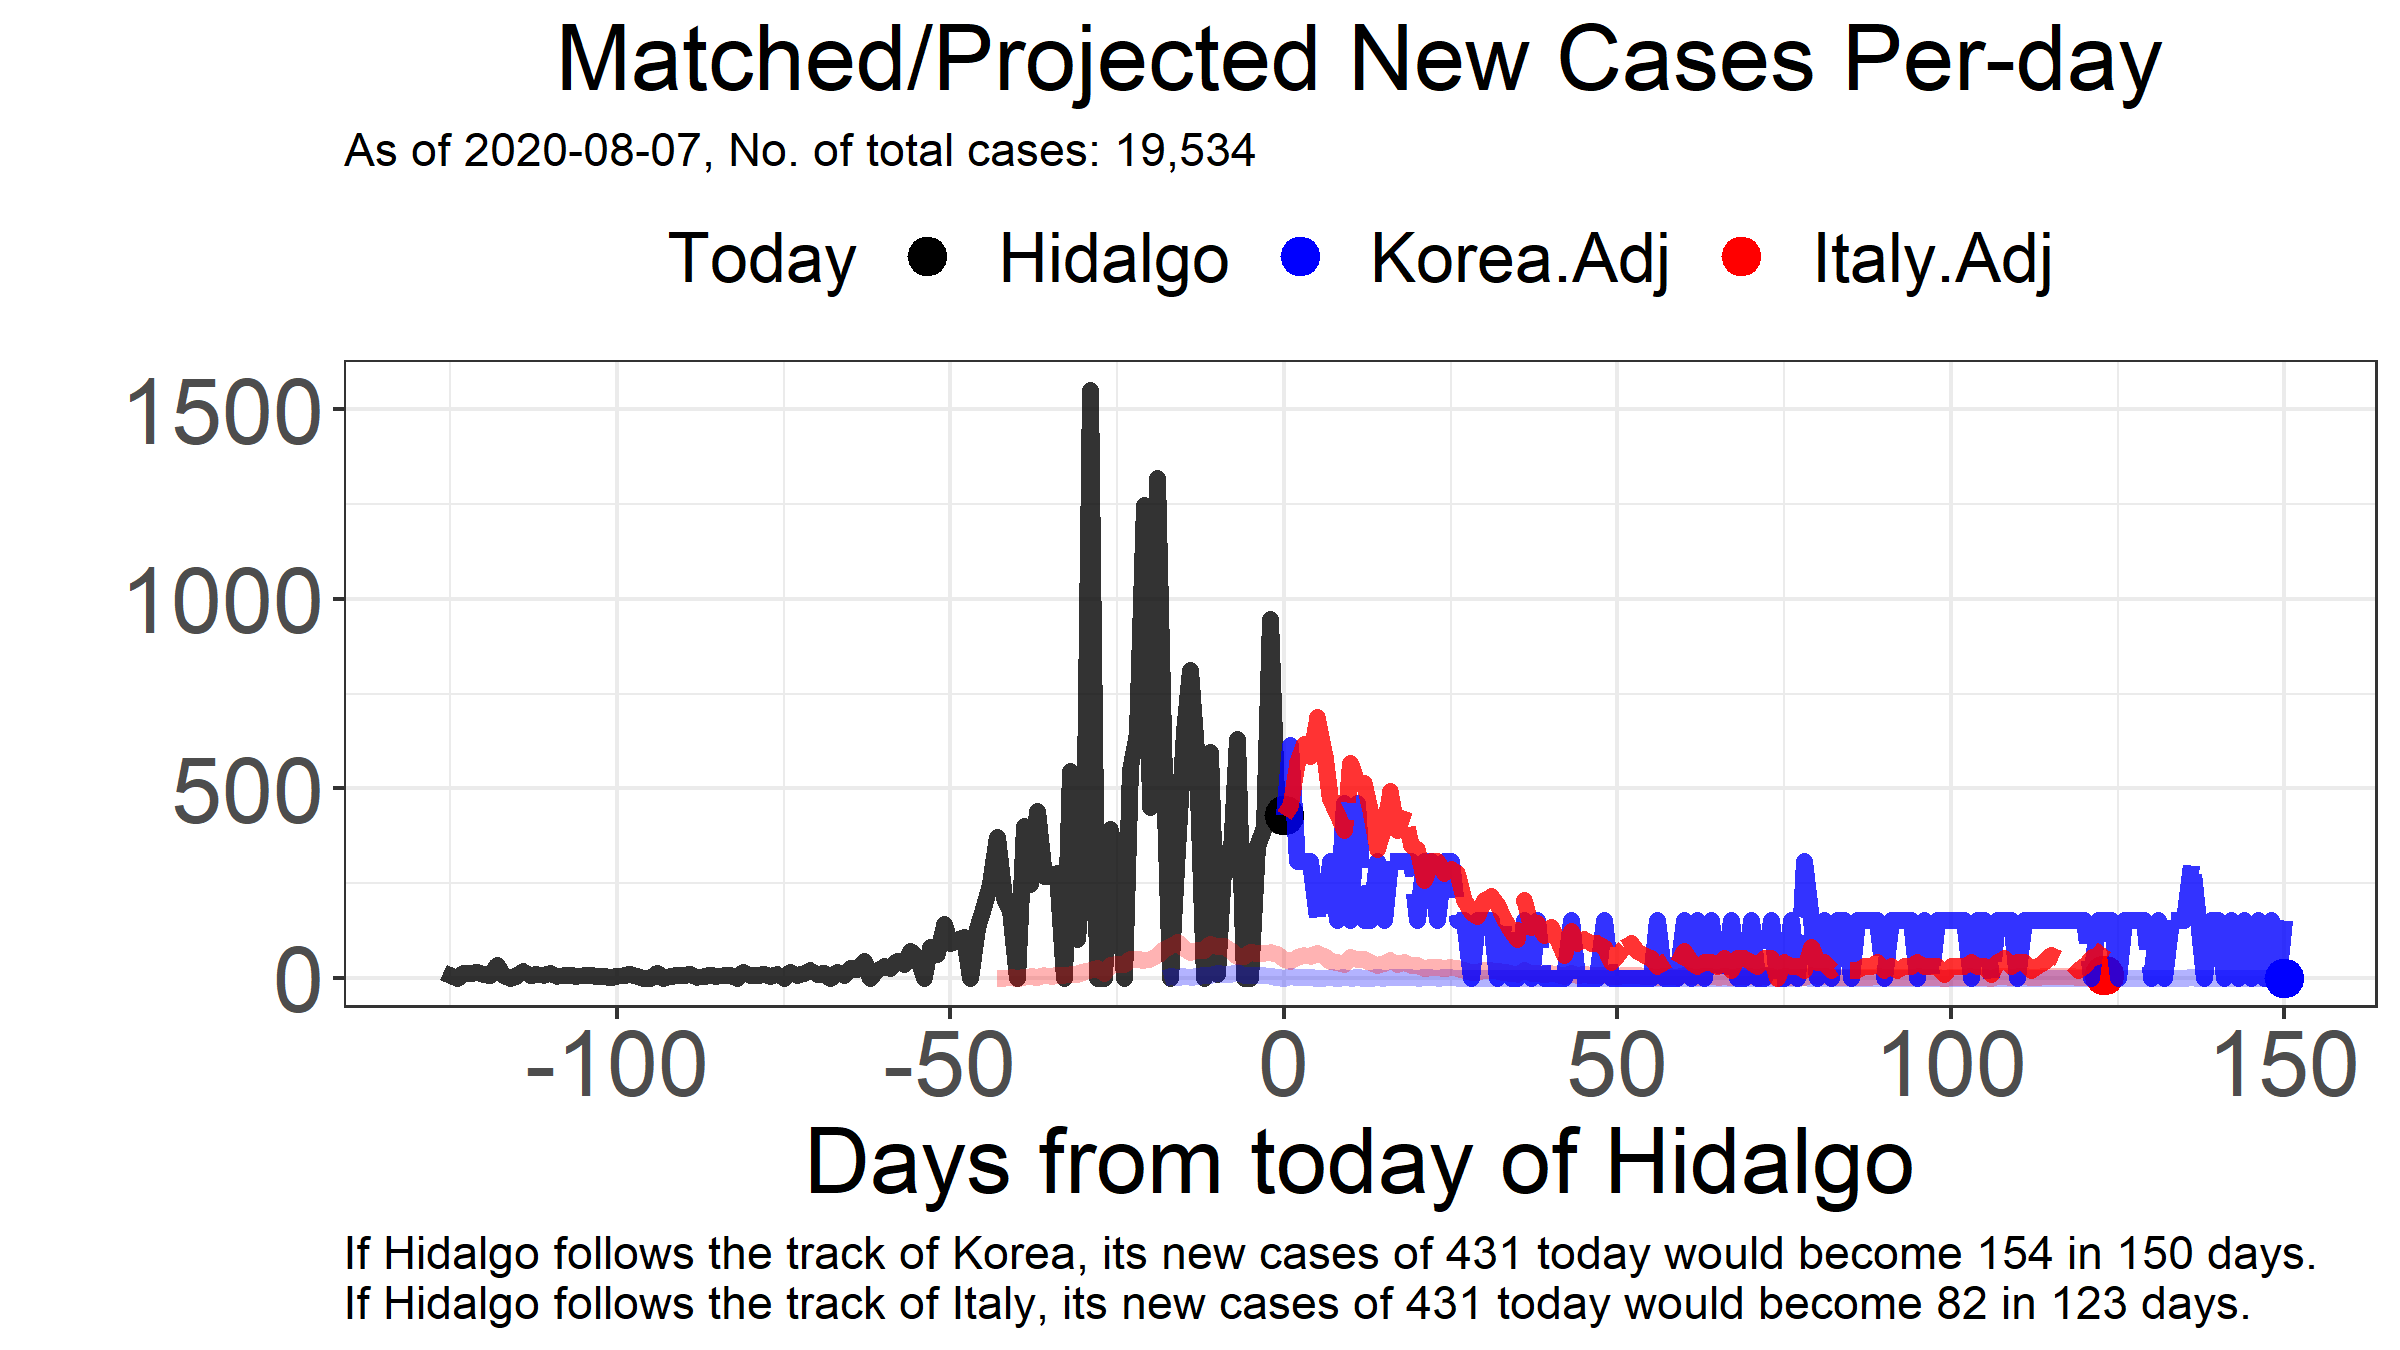 Matched/Projected New Cases Per-day
As of 2020-08-07, No. of total cases: 19,534
Today Hidalgo Korea.Adj Italy.Adj
1500
1000
500
0
-100 -50 0 50 100 150
Days from today of Hidalgo
If Hidalgo follows the track of Korea, its new cases of 431 today would become 154 in 150 days.
If Hidalgo follows the track of Italy, its new cases of 431 today would become 82 in 123 days.